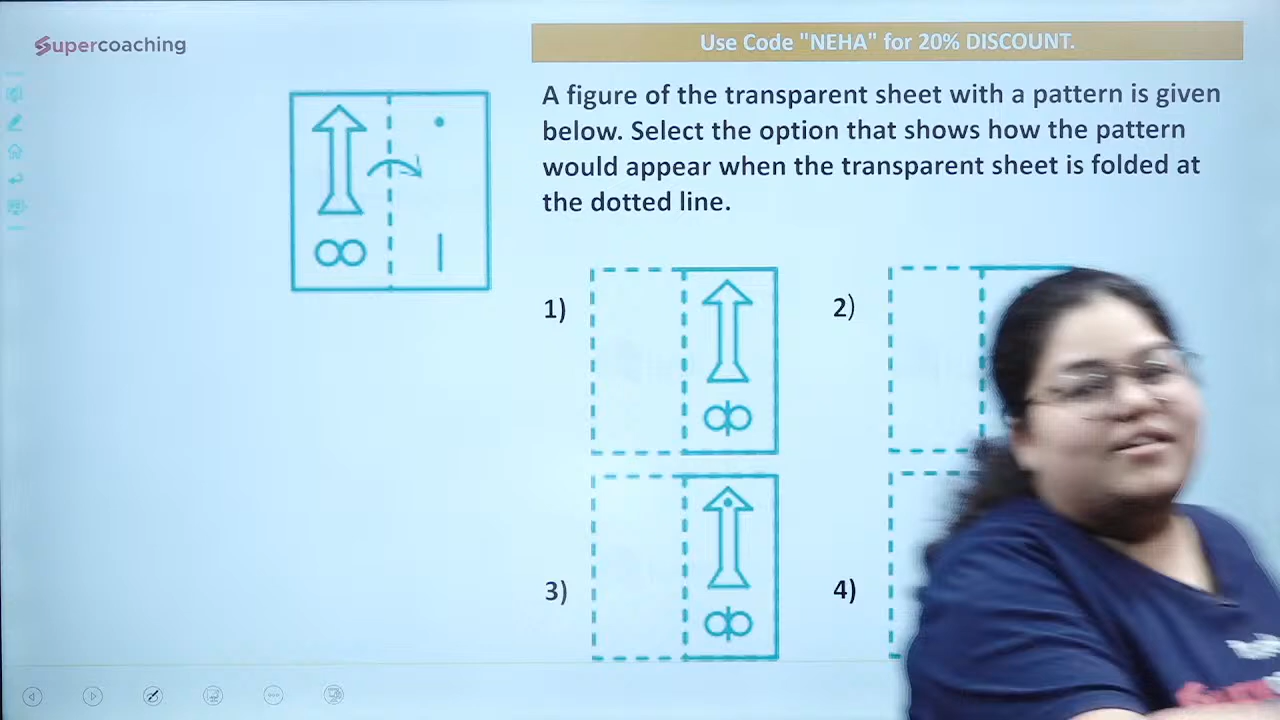 Supercoaching
Use Code "NEHA" for 20% DISCOUNT.
A figure of the transparent sheet with a pattern is given
below. Select the option that shows how the pattern
would appear when the transparent sheet is folded at
the dotted line.
1)
2)
3)
4)